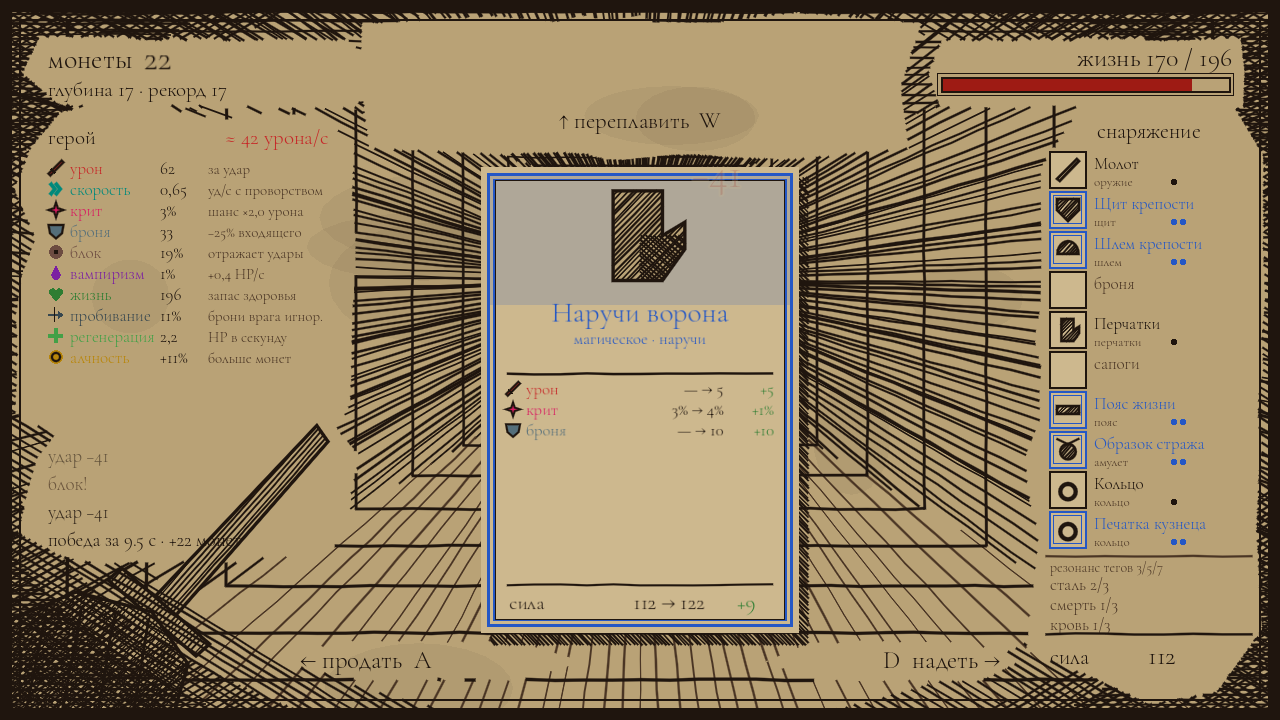 монеты 22
глубина 17 · рекорд 17
жизнь 170 / 196
↑ переплавить W
герой ≈ 42 урона/с
урон 62 за удар
скорость 0,65 уд/с с проворством
крит 3% шанс ×2,0 урона
броня 33 −25% входящего
блок 19% отражает удары
вампиризм 1% +0,4 HP/с
жизнь 196 запас здоровья
пробивание 11% брони врага игнор.
регенерация 2,2 HP в секунду
алчность +11% больше монет
удар −41
блок!
удар −41
победа за 9.5 с · +22 монет
−41
Наручи ворона
магическое · наручи
урон — → 5 +5
крит 3% → 4% +1%
броня — → 10 +10
сила 112 → 122 +9
← продать A
D надеть →
снаряжение
Молот
оружие
Щит крепости
щит
Шлем крепости
шлем
броня
Перчатки
перчатки
сапоги
Пояс жизни
пояс
Образок стража
амулет
Кольцо
кольцо
Печатка кузнеца
кольцо
резонанс тегов 3/5/7
сталь 2/3
смерть 1/3
кровь 1/3
сила 112